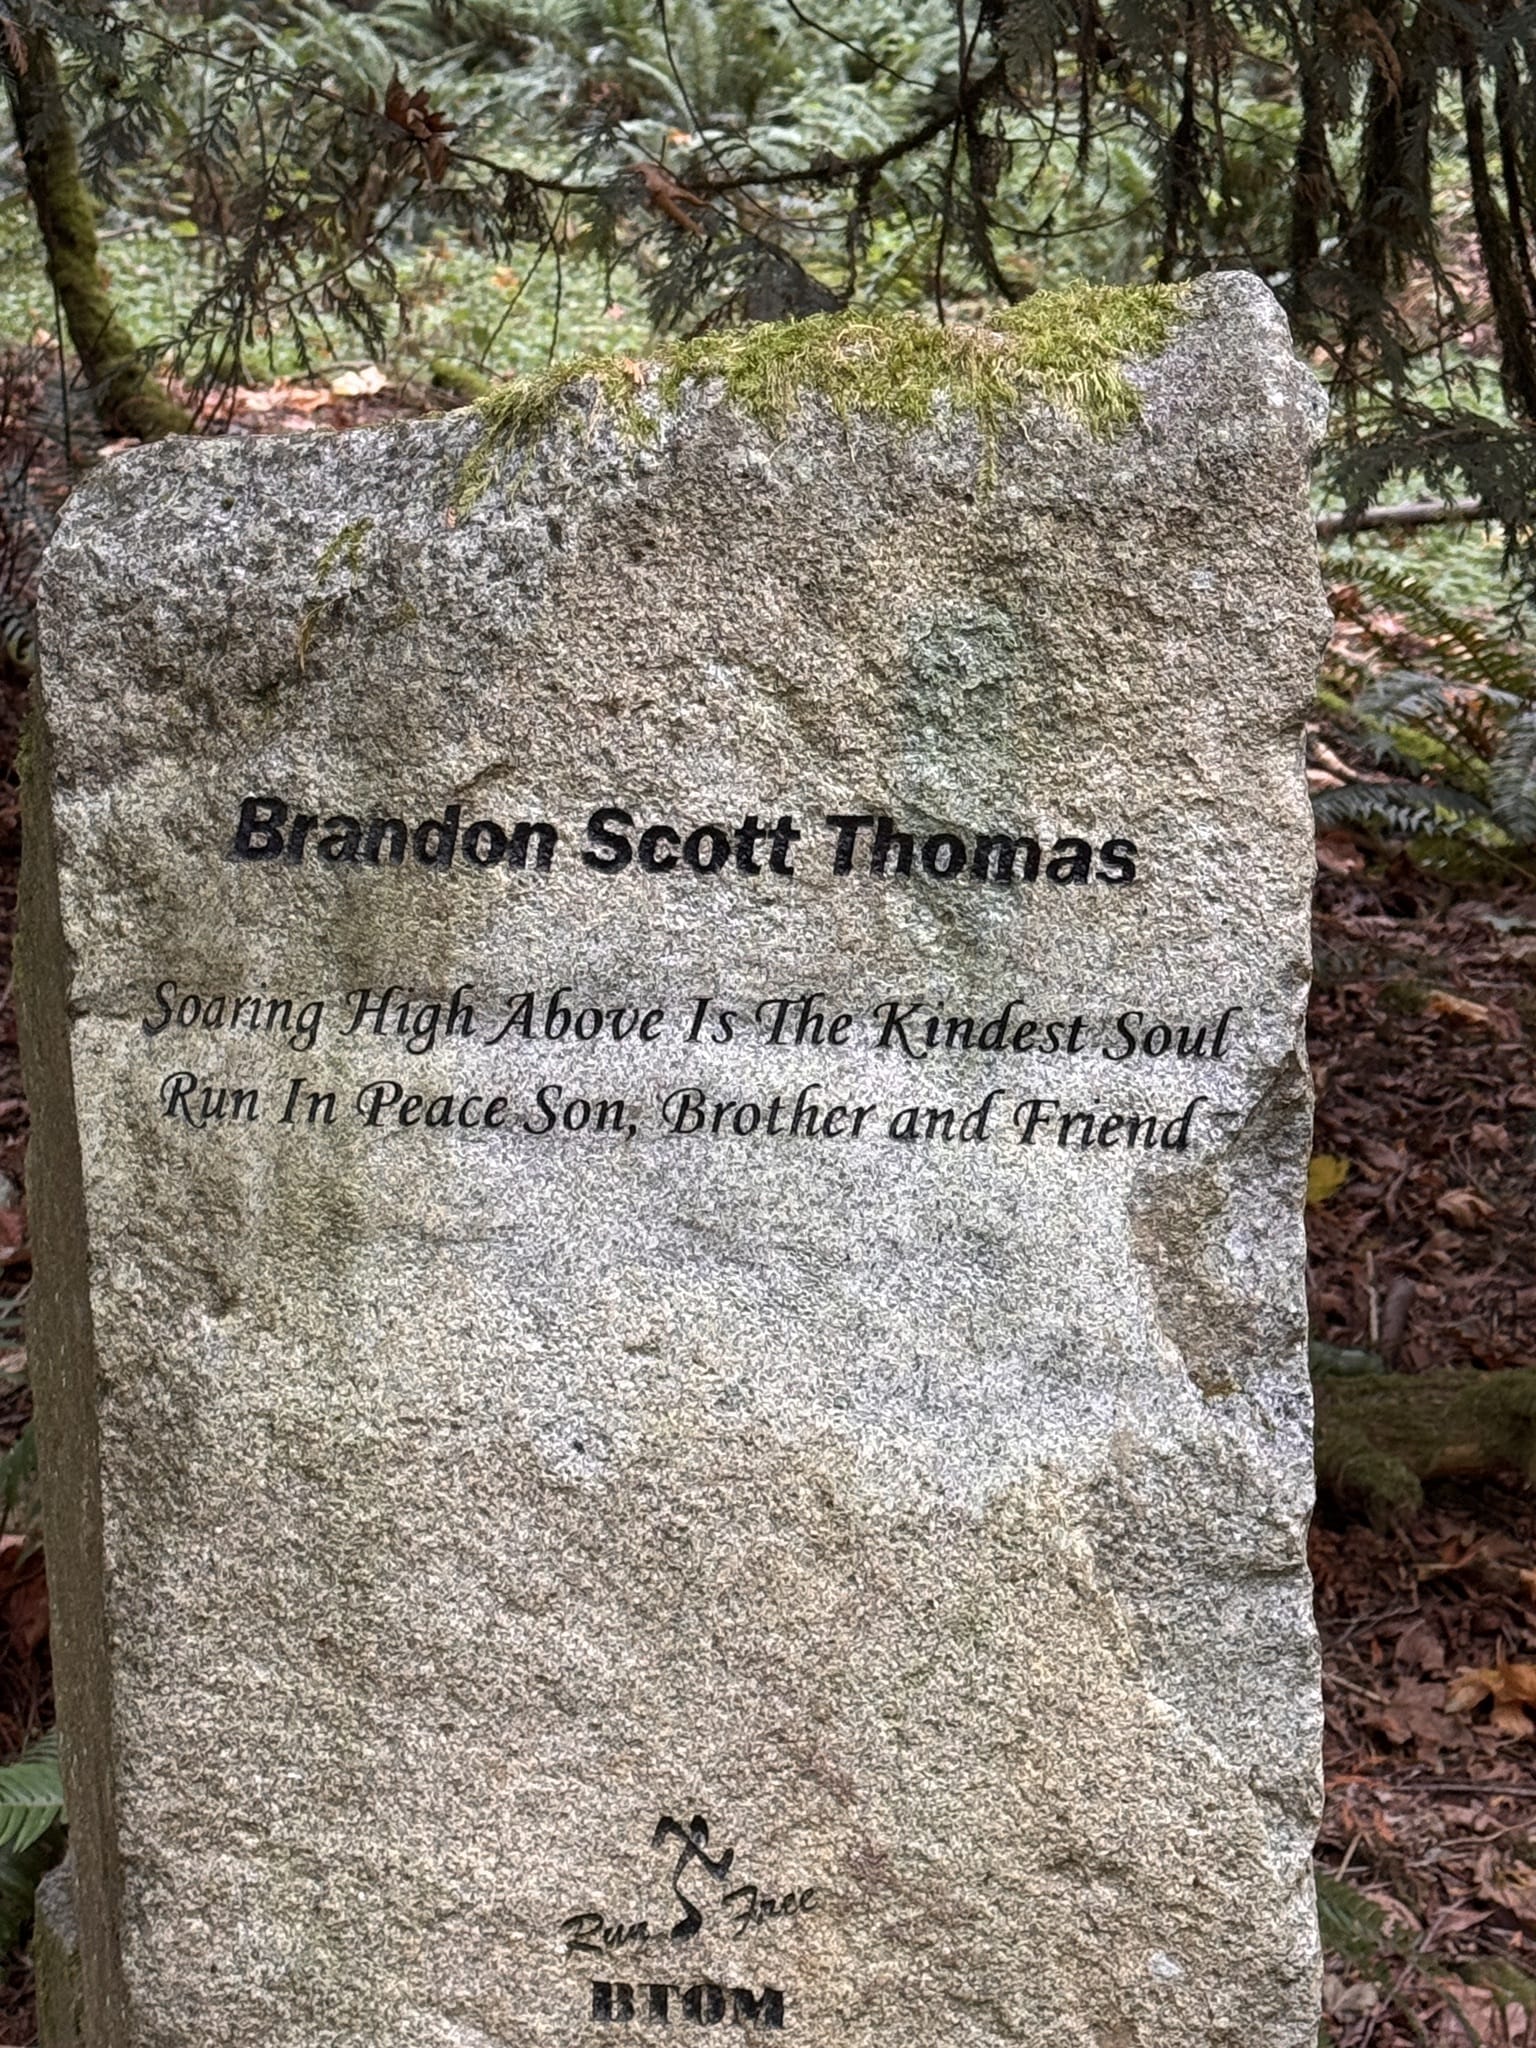 Brandon Scott Thomas
Soaring High Above Is The Kindest Soul
Run In Peace Son, Brother and Friend
Run Free
BTOM